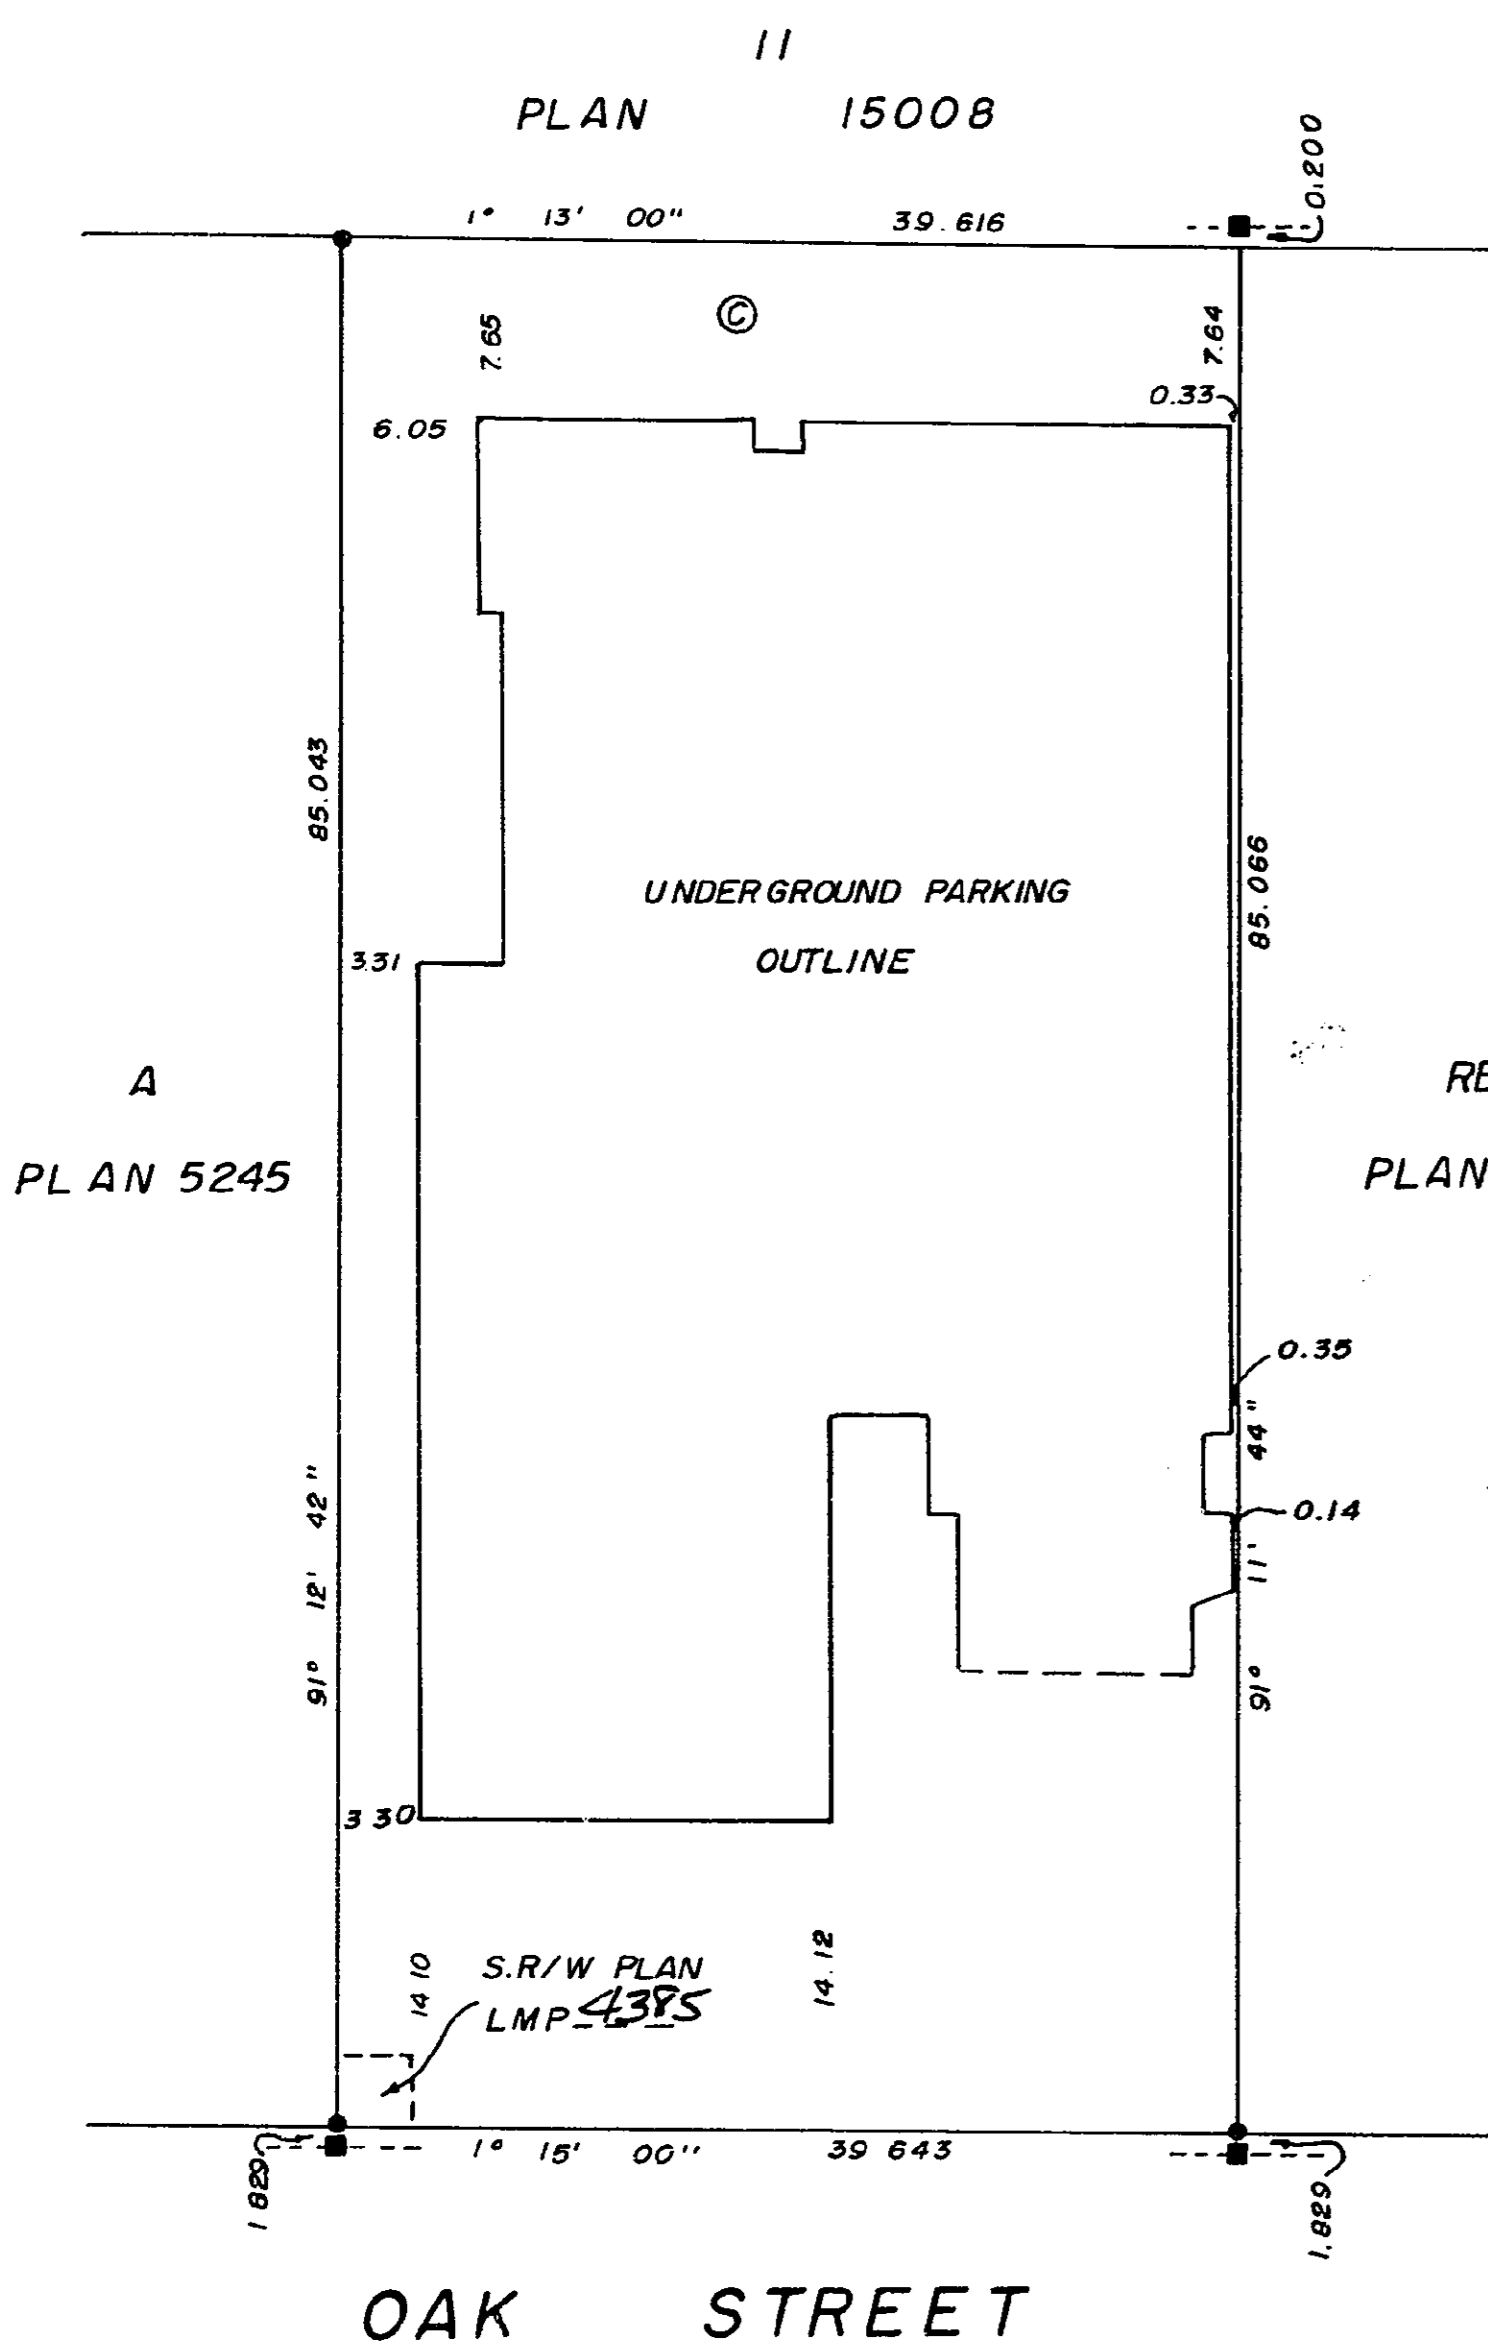 11
PLAN 15008
0.200
1° 13' 00" 39.616
©
7.65
7.64
0.33
6.05
85.043
85.066
UNDERGROUND PARKING
OUTLINE
3.31
A
PLAN 5245
RE
PLAN
0.35
91° 12' 42"
91° 11' 44"
0.14
3 30
14 10
S.R/W PLAN
LMP 4385
14.12
1° 15' 00" 39 643
1 829
1.829
OAK STREET